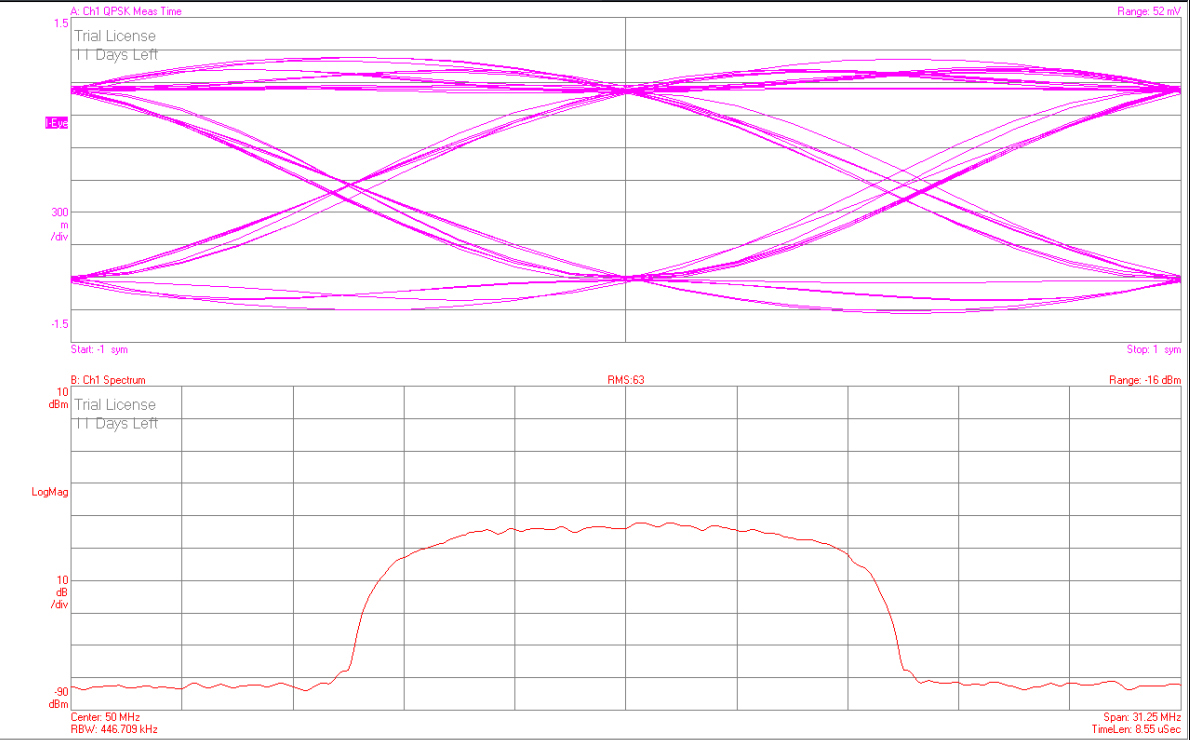 A: Ch1 QPSK Meas Time
Range: 52 mV
1.5
Trial License
11 Days Left
I-Eye
300
m
/div
-1.5
Start: -1 sym
Stop: 1 sym
B: Ch1 Spectrum
RMS:63
Range: -16 dBm
10
dBm
Trial License
11 Days Left
LogMag
10
dB
/div
-90
dBm
Center: 50 MHz
Span: 31.25 MHz
RBW: 446.709 kHz
TimeLen: 8.55 uSec